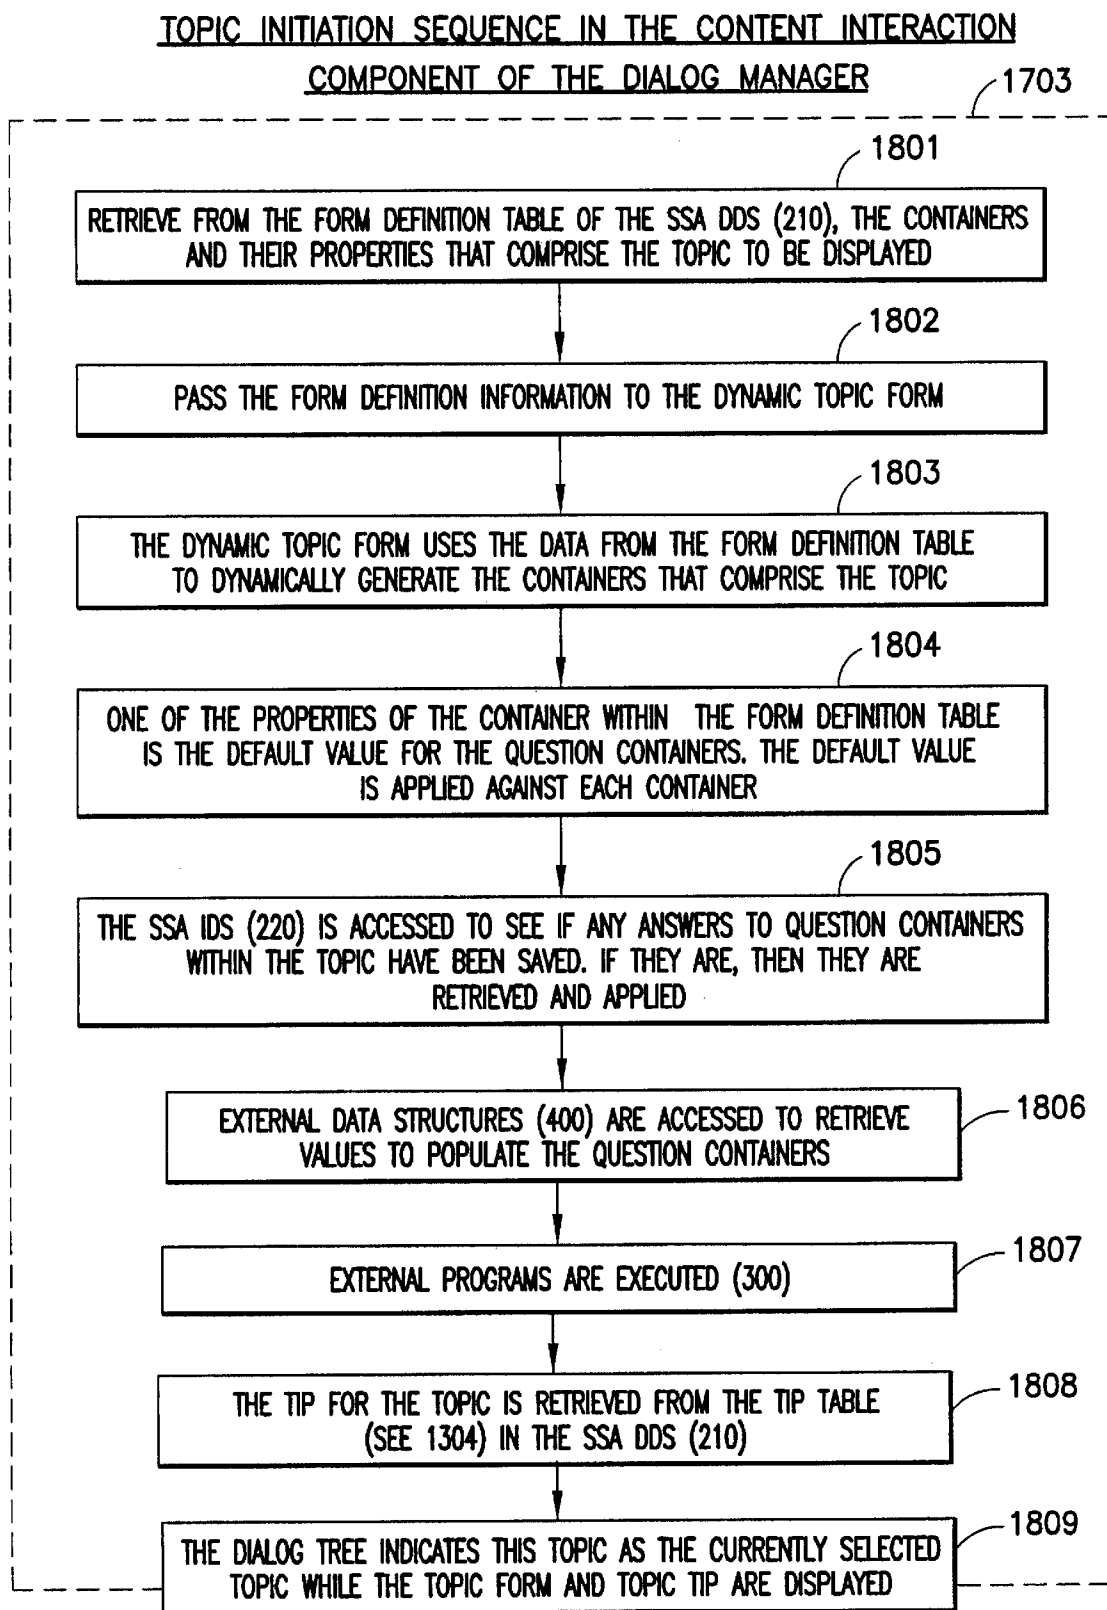 TOPIC INITIATION SEQUENCE IN THE CONTENT INTERACTION
COMPONENT OF THE DIALOG MANAGER
1703
1801
RETRIEVE FROM THE FORM DEFINITION TABLE OF THE SSA DDS (210), THE CONTAINERS
AND THEIR PROPERTIES THAT COMPRISE THE TOPIC TO BE DISPLAYED
1802
PASS THE FORM DEFINITION INFORMATION TO THE DYNAMIC TOPIC FORM
1803
THE DYNAMIC TOPIC FORM USES THE DATA FROM THE FORM DEFINITION TABLE
TO DYNAMICALLY GENERATE THE CONTAINERS THAT COMPRISE THE TOPIC
1804
ONE OF THE PROPERTIES OF THE CONTAINER WITHIN THE FORM DEFINITION TABLE
IS THE DEFAULT VALUE FOR THE QUESTION CONTAINERS. THE DEFAULT VALUE
IS APPLIED AGAINST EACH CONTAINER
1805
THE SSA IDS (220) IS ACCESSED TO SEE IF ANY ANSWERS TO QUESTION CONTAINERS
WITHIN THE TOPIC HAVE BEEN SAVED. IF THEY ARE, THEN THEY ARE
RETRIEVED AND APPLIED
1806
EXTERNAL DATA STRUCTURES (400) ARE ACCESSED TO RETRIEVE
VALUES TO POPULATE THE QUESTION CONTAINERS
1807
EXTERNAL PROGRAMS ARE EXECUTED (300)
1808
THE TIP FOR THE TOPIC IS RETRIEVED FROM THE TIP TABLE
(SEE 1304) IN THE SSA DDS (210)
1809
THE DIALOG TREE INDICATES THIS TOPIC AS THE CURRENTLY SELECTED
TOPIC WHILE THE TOPIC FORM AND TOPIC TIP ARE DISPLAYED